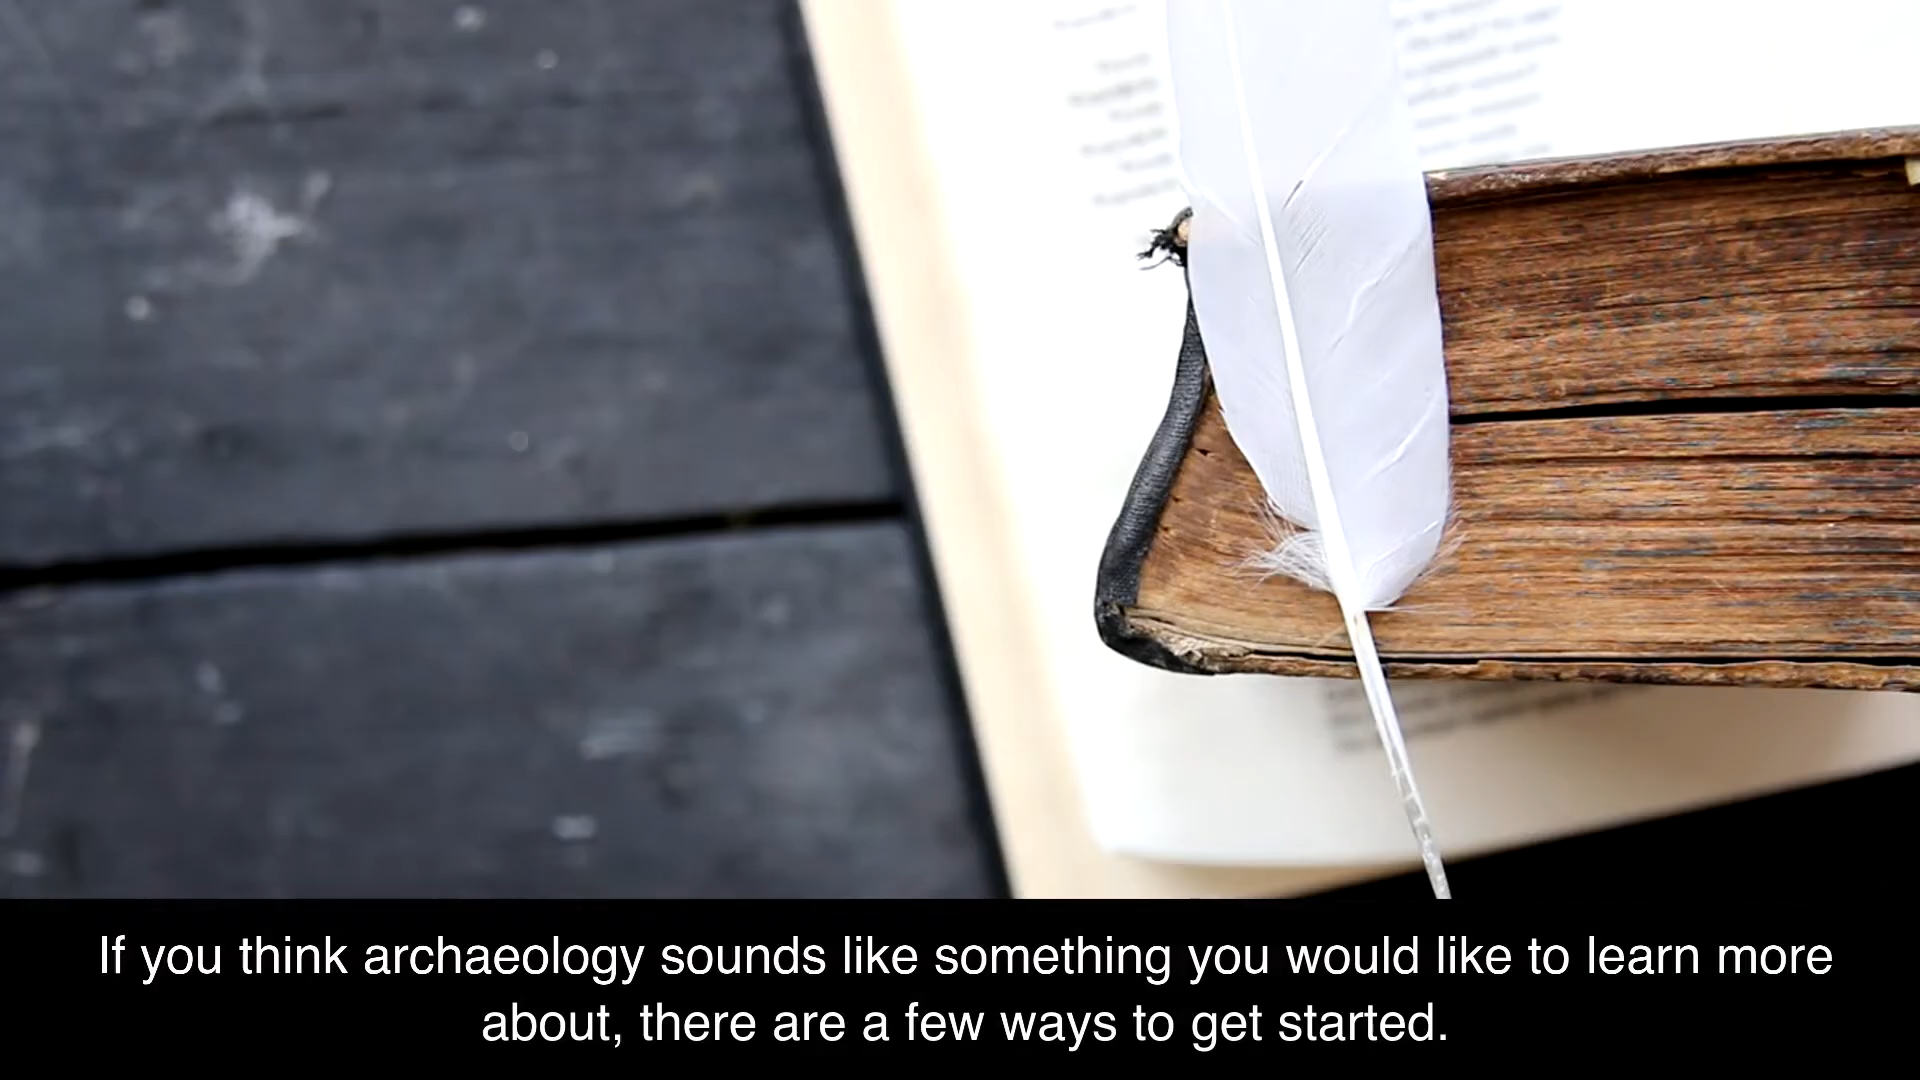 If you think archaeology sounds like something you would like to learn more
about, there are a few ways to get started.